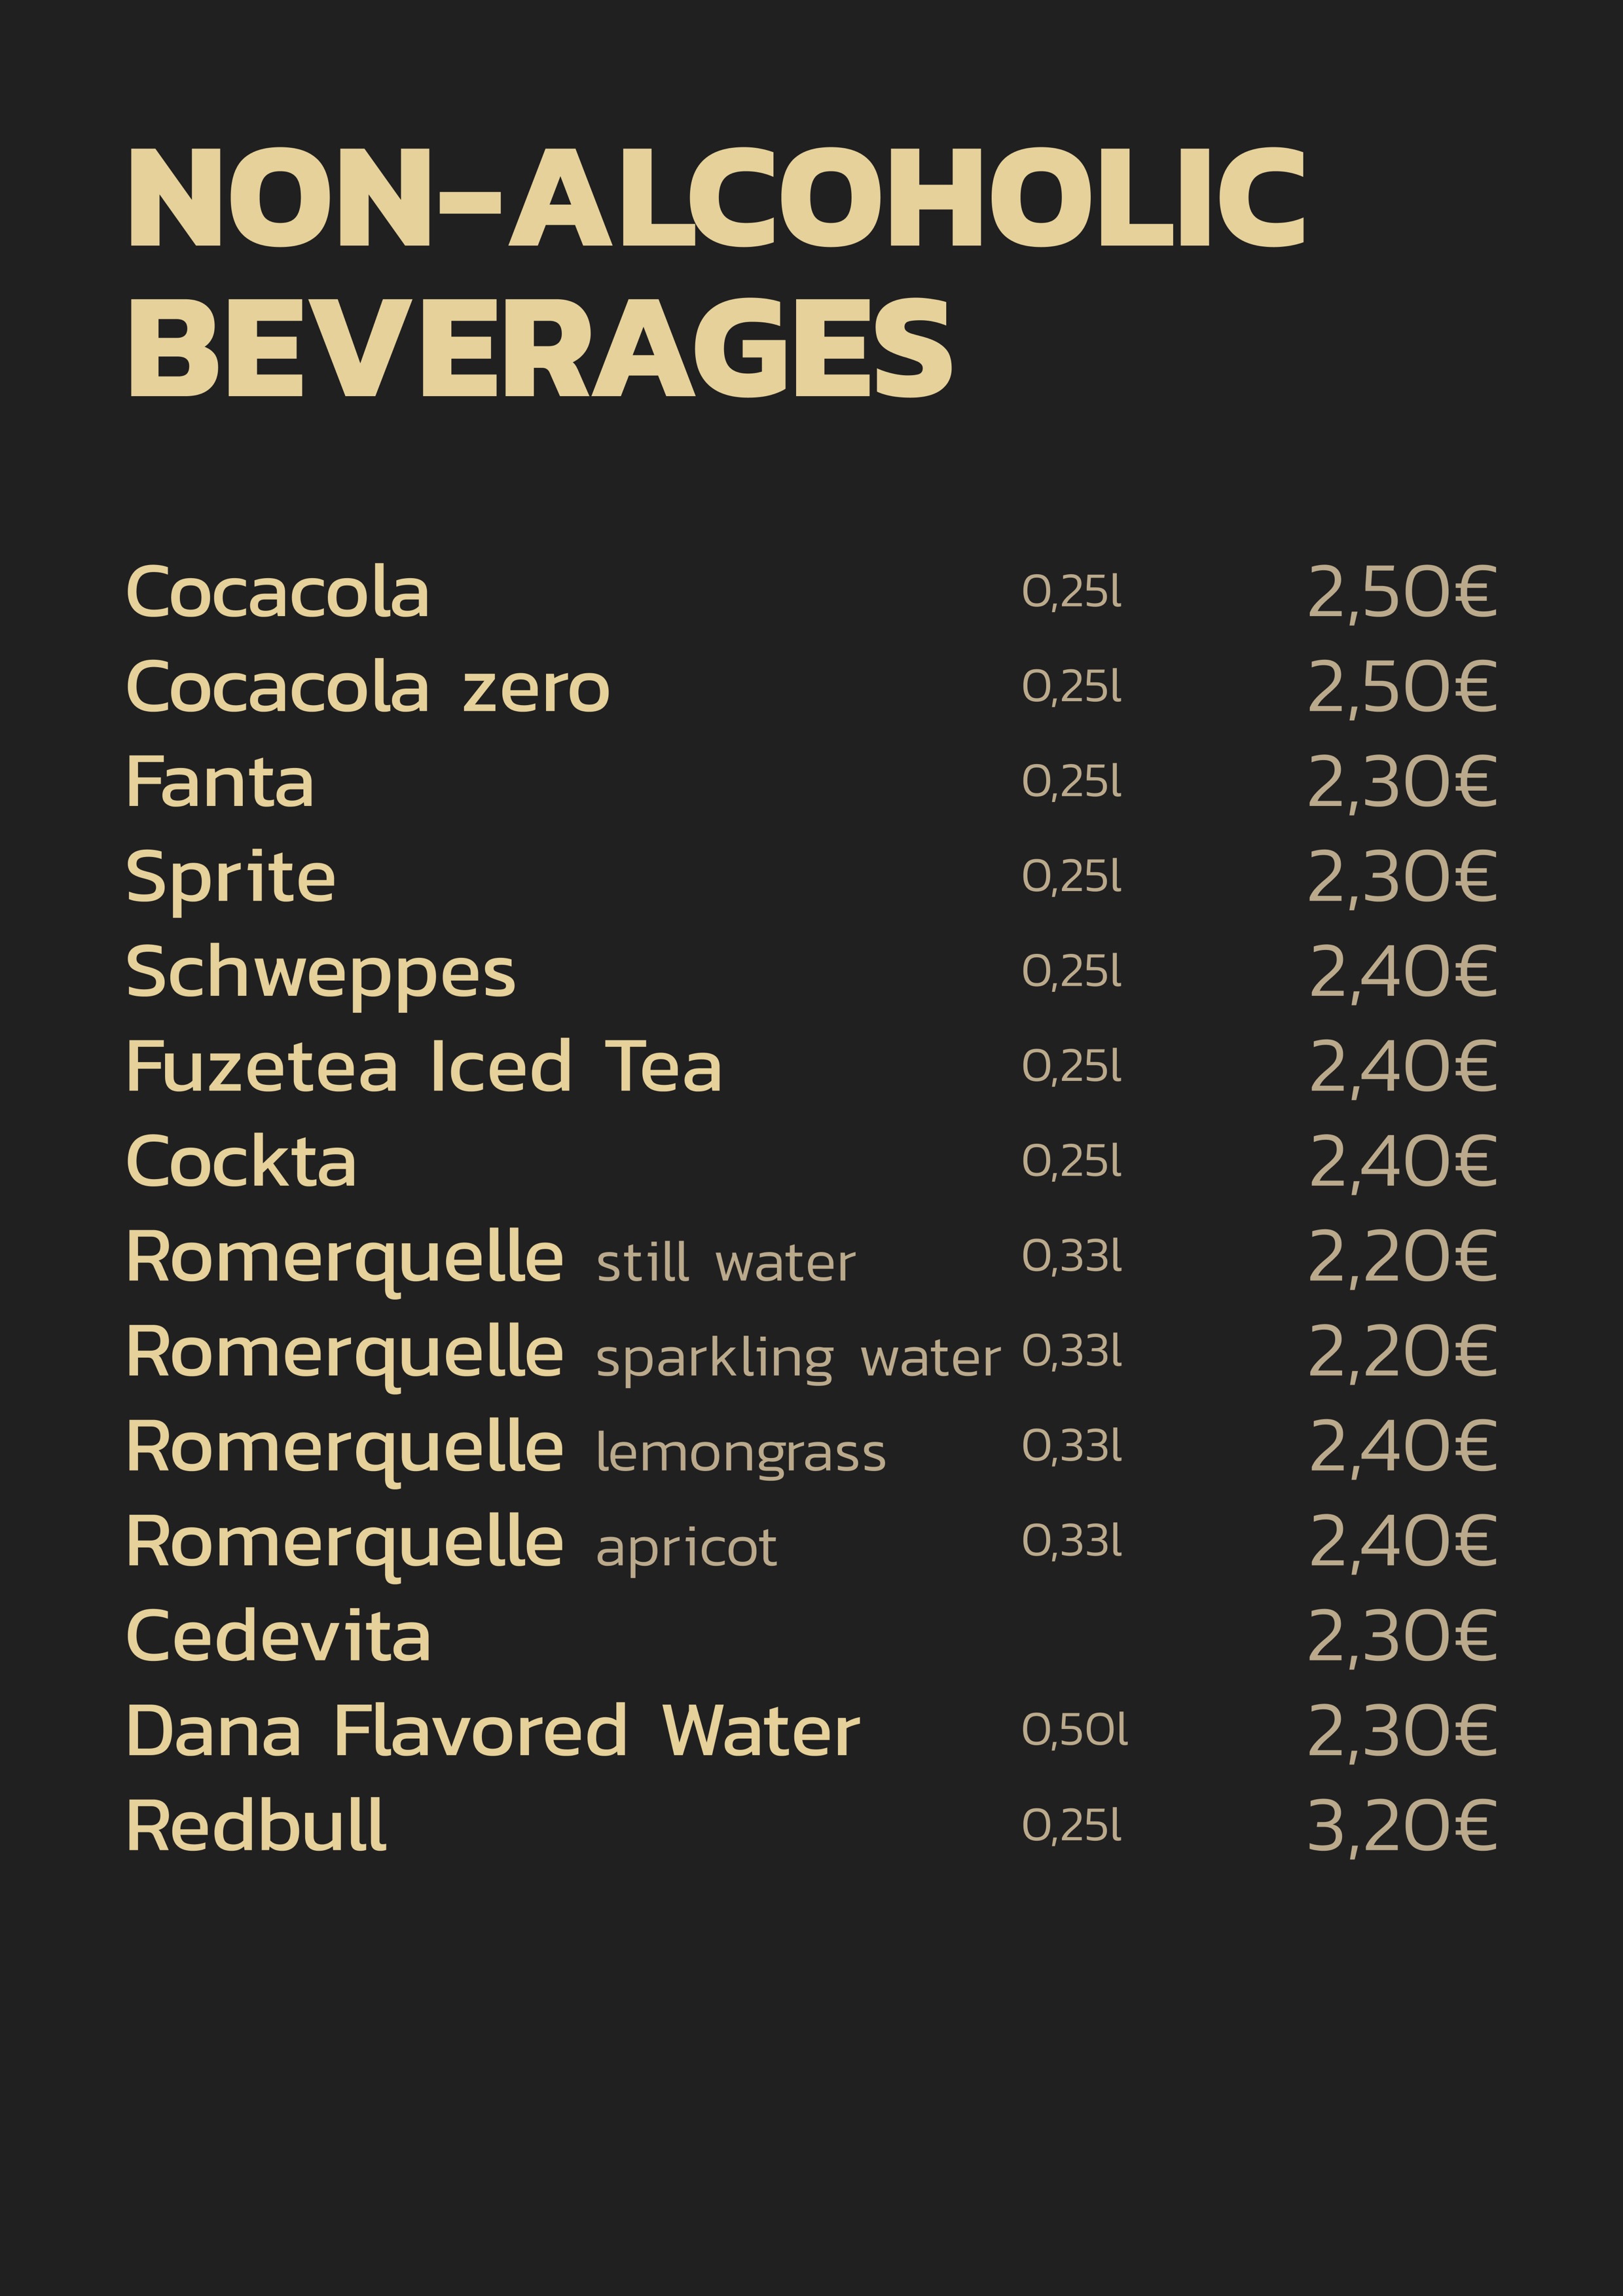 NON-ALCOHOLIC
BEVERAGES
Cocacola 0,25l 2,50€
Cocacola zero 0,25l 2,50€
Fanta 0,25l 2,30€
Sprite 0,25l 2,30€
Schweppes 0,25l 2,40€
Fuzetea Iced Tea 0,25l 2,40€
Cockta 0,25l 2,40€
Romerquelle still water 0,33l 2,20€
Romerquelle sparkling water 0,33l 2,20€
Romerquelle lemongrass 0,33l 2,40€
Romerquelle apricot 0,33l 2,40€
Cedevita 2,30€
Dana Flavored Water 0,50l 2,30€
Redbull 0,25l 3,20€